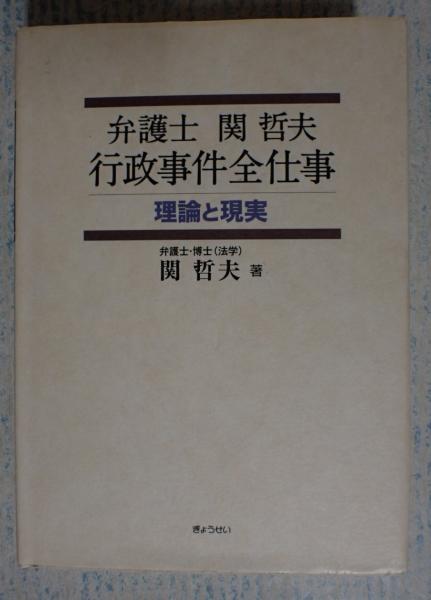 弁護士 関 哲夫
行政事件全仕事
理論と現実
弁護士・博士(法学)
関 哲夫 著
ぎょうせい